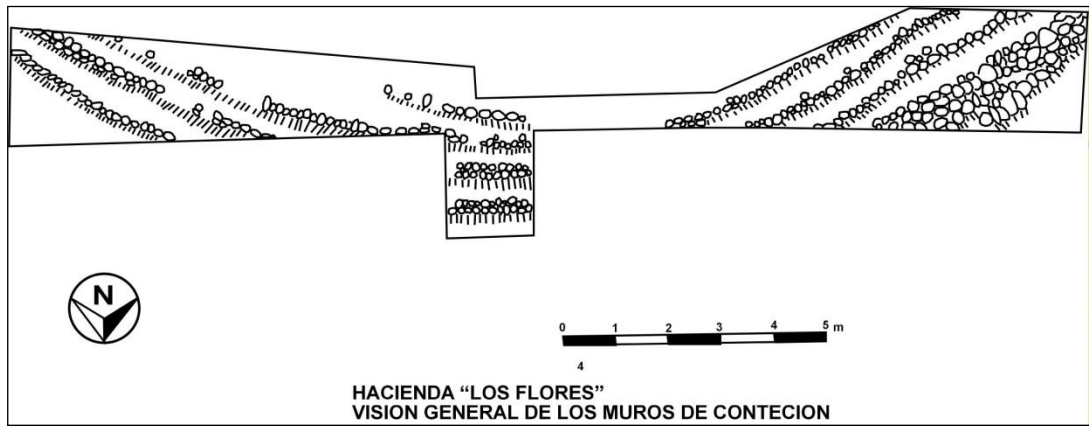 N
0 1 2 3 4 5 m
4
HACIENDA “LOS FLORES”
VISION GENERAL DE LOS MUROS DE CONTECION